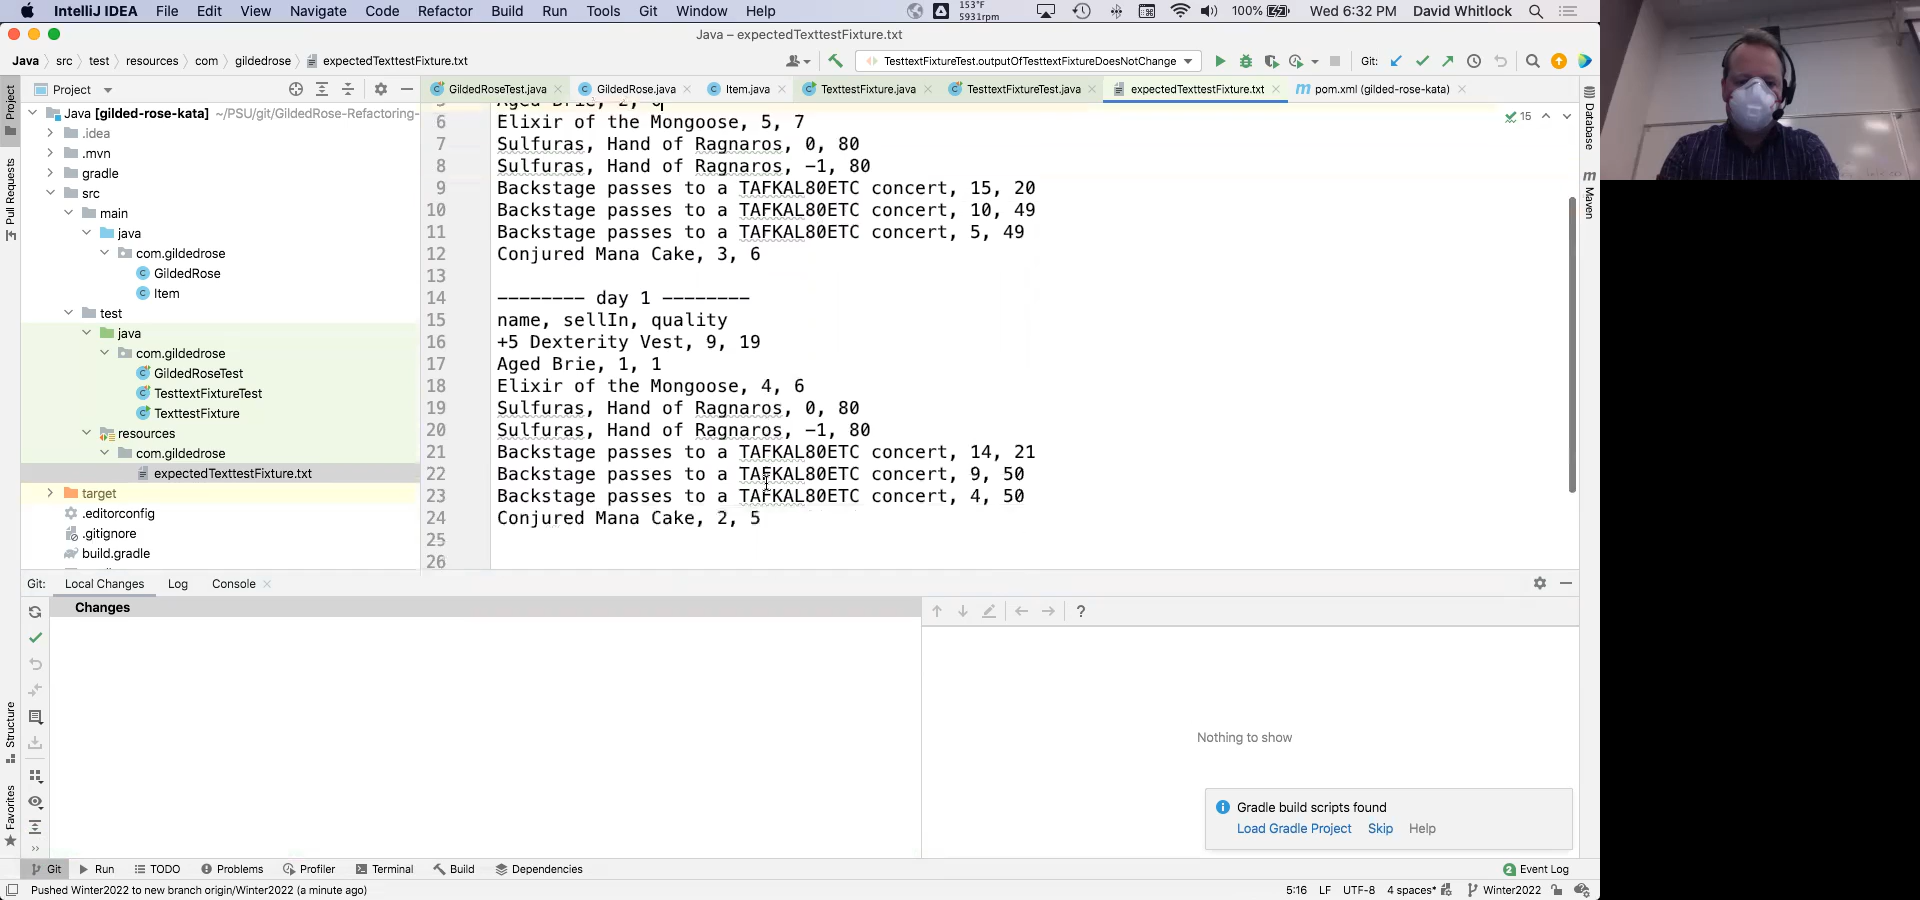 IntelliJ IDEA File Edit View Navigate Code Refactor Build Run Tools Git Window Help 153°F 5931rpm 100% Wed 6:32 PM David Whitlock
Java – expectedTexttestFixture.txt
Java src test resources com gildedrose expectedTexttestFixture.txt TesttextFixtureTest.outputOfTesttextFixtureDoesNotChange Git:
Project GildedRoseTest.java GildedRose.java Item.java TexttestFixture.java TesttextFixtureTest.java expectedTexttestFixture.txt pom.xml (gilded-rose-kata)
Java [gilded-rose-kata] ~/PSU/git/GildedRose-Refactoring-
.idea
.mvn
gradle
src
main
java
com.gildedrose
GildedRose
Item
test
java
com.gildedrose
GildedRoseTest
TesttextFixtureTest
TexttestFixture
resources
com.gildedrose
expectedTexttestFixture.txt
target
.editorconfig
.gitignore
build.gradle
15
6 Elixir of the Mongoose, 5, 7
7 Sulfuras, Hand of Ragnaros, 0, 80
8 Sulfuras, Hand of Ragnaros, -1, 80
9 Backstage passes to a TAFKAL80ETC concert, 15, 20
10 Backstage passes to a TAFKAL80ETC concert, 10, 49
11 Backstage passes to a TAFKAL80ETC concert, 5, 49
12 Conjured Mana Cake, 3, 6
13
14 -------- day 1 --------
15 name, sellIn, quality
16 +5 Dexterity Vest, 9, 19
17 Aged Brie, 1, 1
18 Elixir of the Mongoose, 4, 6
19 Sulfuras, Hand of Ragnaros, 0, 80
20 Sulfuras, Hand of Ragnaros, -1, 80
21 Backstage passes to a TAFKAL80ETC concert, 14, 21
22 Backstage passes to a TAFKAL80ETC concert, 9, 50
23 Backstage passes to a TAFKAL80ETC concert, 4, 50
24 Conjured Mana Cake, 2, 5
25
26
Project
Pull Requests
Structure
Favorites
Database
Maven
Git: Local Changes Log Console
Changes
?
Nothing to show
Gradle build scripts found
Load Gradle Project Skip Help
Git Run TODO Problems Profiler Terminal Build Dependencies 2 Event Log
Pushed Winter2022 to new branch origin/Winter2022 (a minute ago) 5:16 LF UTF-8 4 spaces* Winter2022